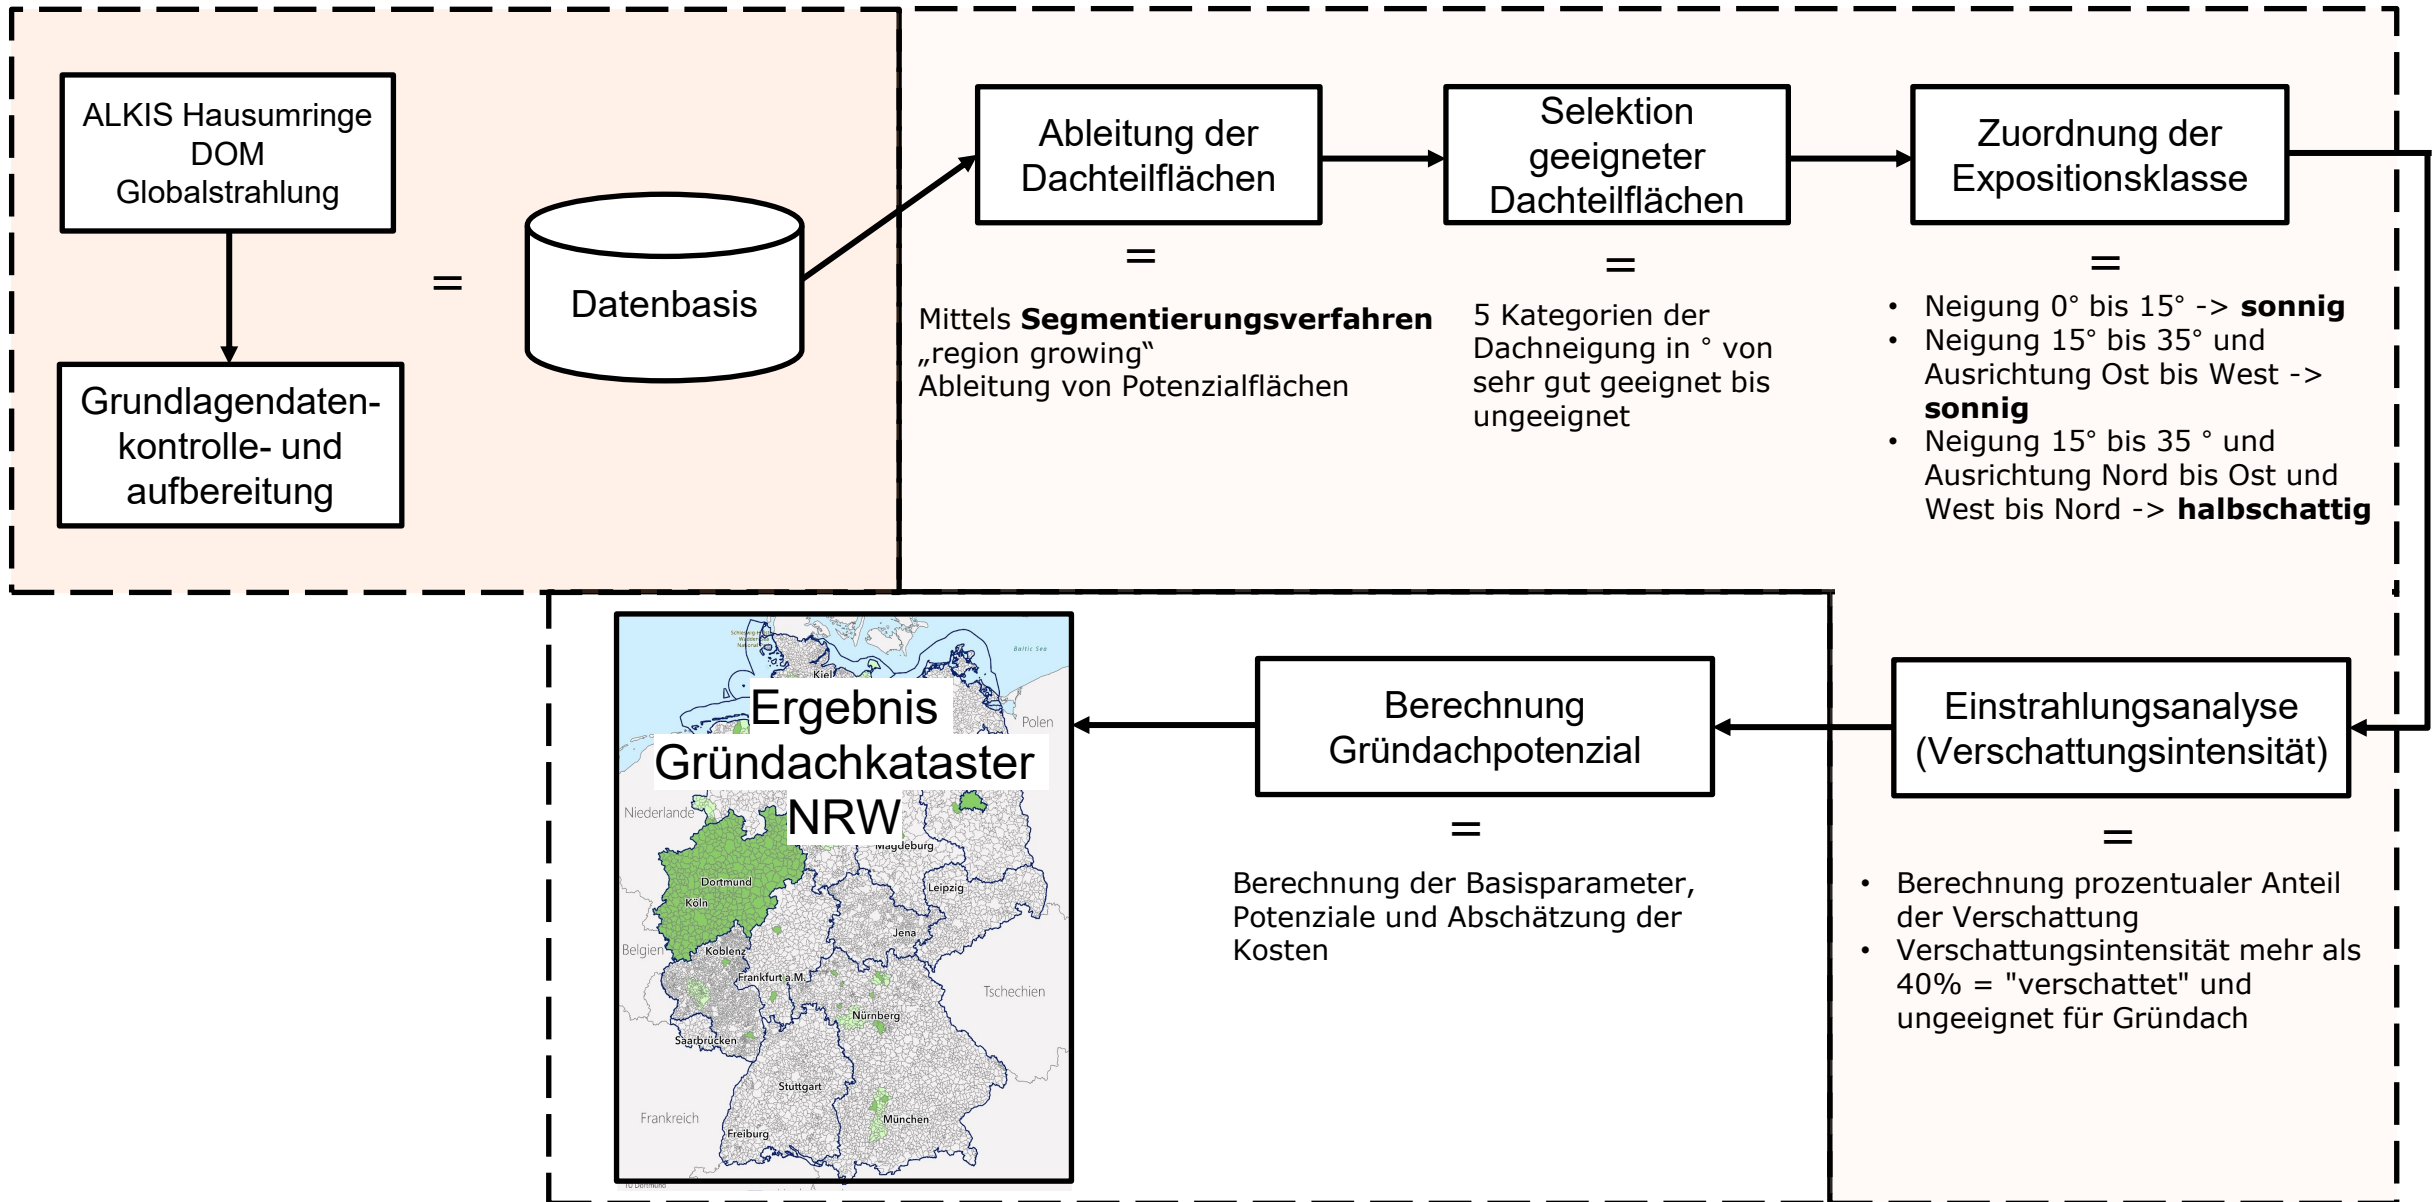 ALKIS Hausumringe
DOM
Globalstrahlung
Grundlagendaten-
kontrolle- und
aufbereitung
=
Datenbasis
Ableitung der
Dachteilflächen
=
Mittels Segmentierungsverfahren
„region growing“
Ableitung von Potenzialflächen
Selektion
geeigneter
Dachteilflächen
=
5 Kategorien der
Dachneigung in ° von
sehr gut geeignet bis
ungeeignet
Zuordnung der
Expositionsklasse
=
• Neigung 0° bis 15° -> sonnig
• Neigung 15° bis 35° und
Ausrichtung Ost bis West ->
sonnig
• Neigung 15° bis 35 ° und
Ausrichtung Nord bis Ost und
West bis Nord -> halbschattig
Einstrahlungsanalyse
(Verschattungsintensität)
=
• Berechnung prozentualer Anteil
der Verschattung
• Verschattungsintensität mehr als
40% = "verschattet" und
ungeeignet für Gründach
Berechnung
Gründachpotenzial
=
Berechnung der Basisparameter,
Potenziale und Abschätzung der
Kosten
Ergebnis
Gründachkataster
NRW
Baltic Sea
Kiel
Polen
Niederlande
Magdeburg
Dortmund
Leipzig
Köln
Jena
Belgien
Koblenz
Frankfurt a.M.
Tschechien
Nürnberg
Saarbrücken
Stuttgart
Frankreich
München
Freiburg